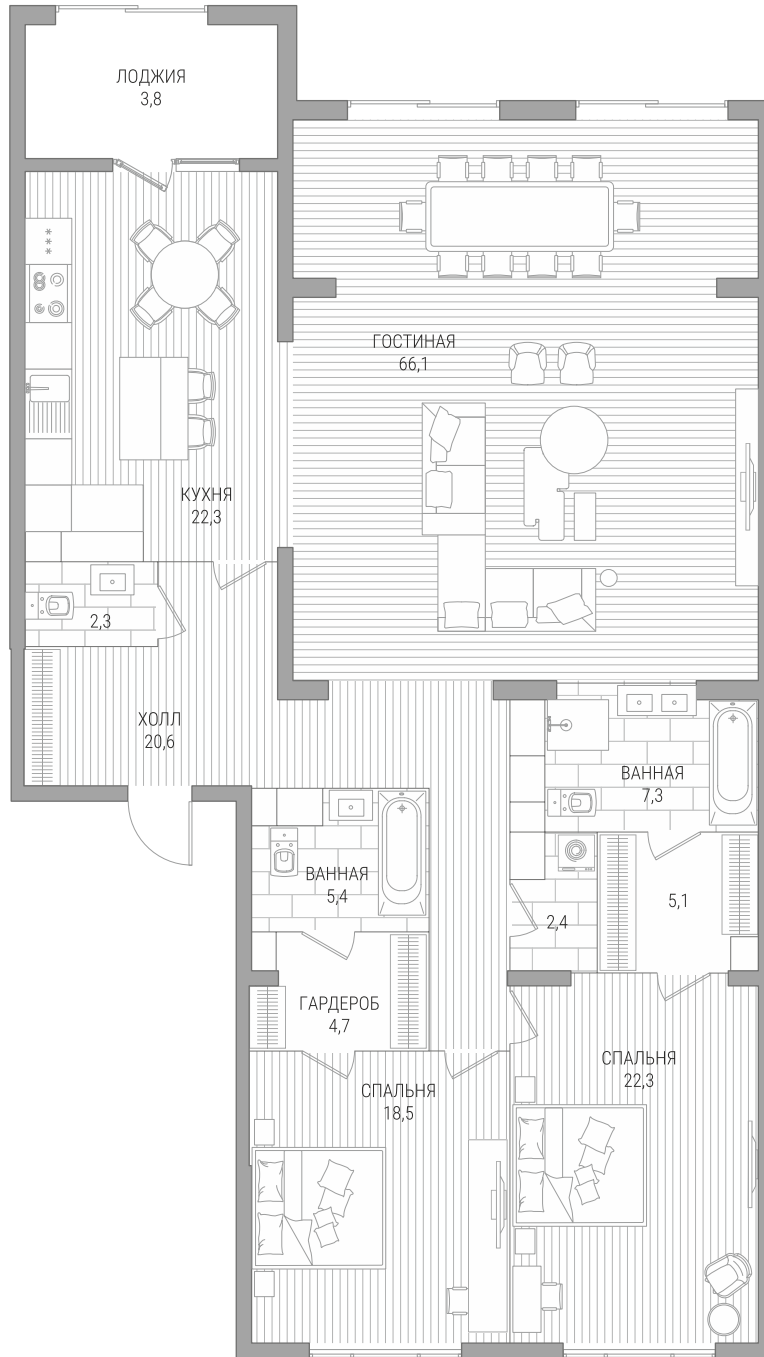 ЛОДЖИЯ
3,8
ГОСТИНАЯ
66,1
КУХНЯ
22,3
2,3
ХОЛЛ
20,6
ВАННАЯ
7,3
ВАННАЯ
5,4
5,1
2,4
ГАРДЕРОБ
4,7
СПАЛЬНЯ
22,3
СПАЛЬНЯ
18,5